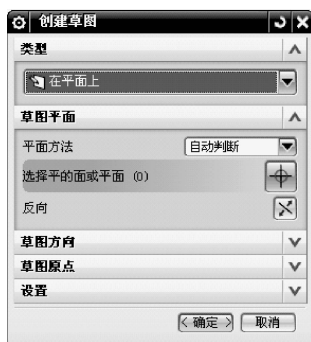 创建草图
类型
在平面上
草图平面
平面方法 自动判断
选择平的面或平面 (0)
反向
草图方向
草图原点
设置
< 确定 > 取消